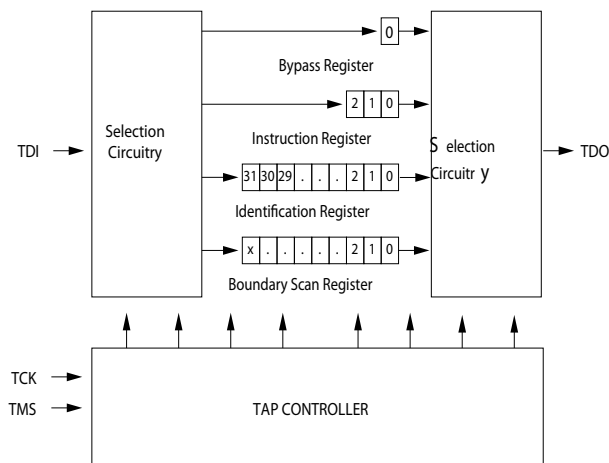 0
Bypass Register
2 1 0
Selection
Circuitry
Instruction Register
S election
Circuitr y
TDI
TDO
31 30 29 . . . 2 1 0
Identification Register
x . . . . . 2 1 0
Boundary Scan Register
TCK
TMS
TAP CONTROLLER